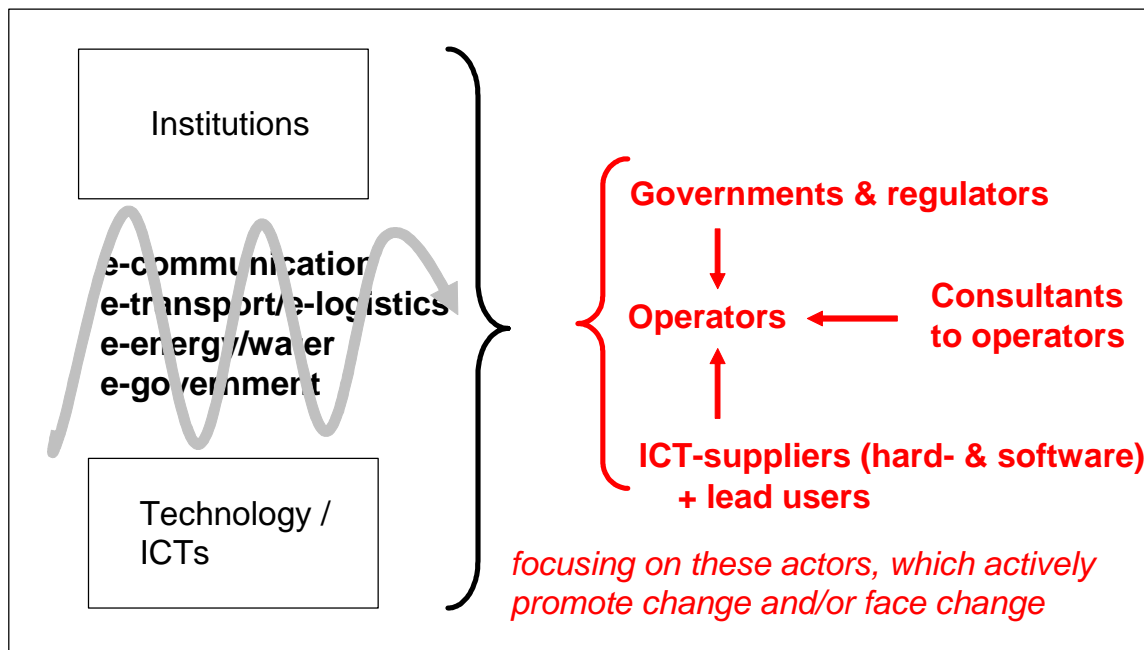 Institutions
e-communication
e-transport/e-logistics
e-energy/water
e-government
Technology /
ICTs
Governments & regulators
Operators
Consultants
to operators
ICT-suppliers (hard- & software)
+ lead users
focusing on these actors, which actively
promote change and/or face change